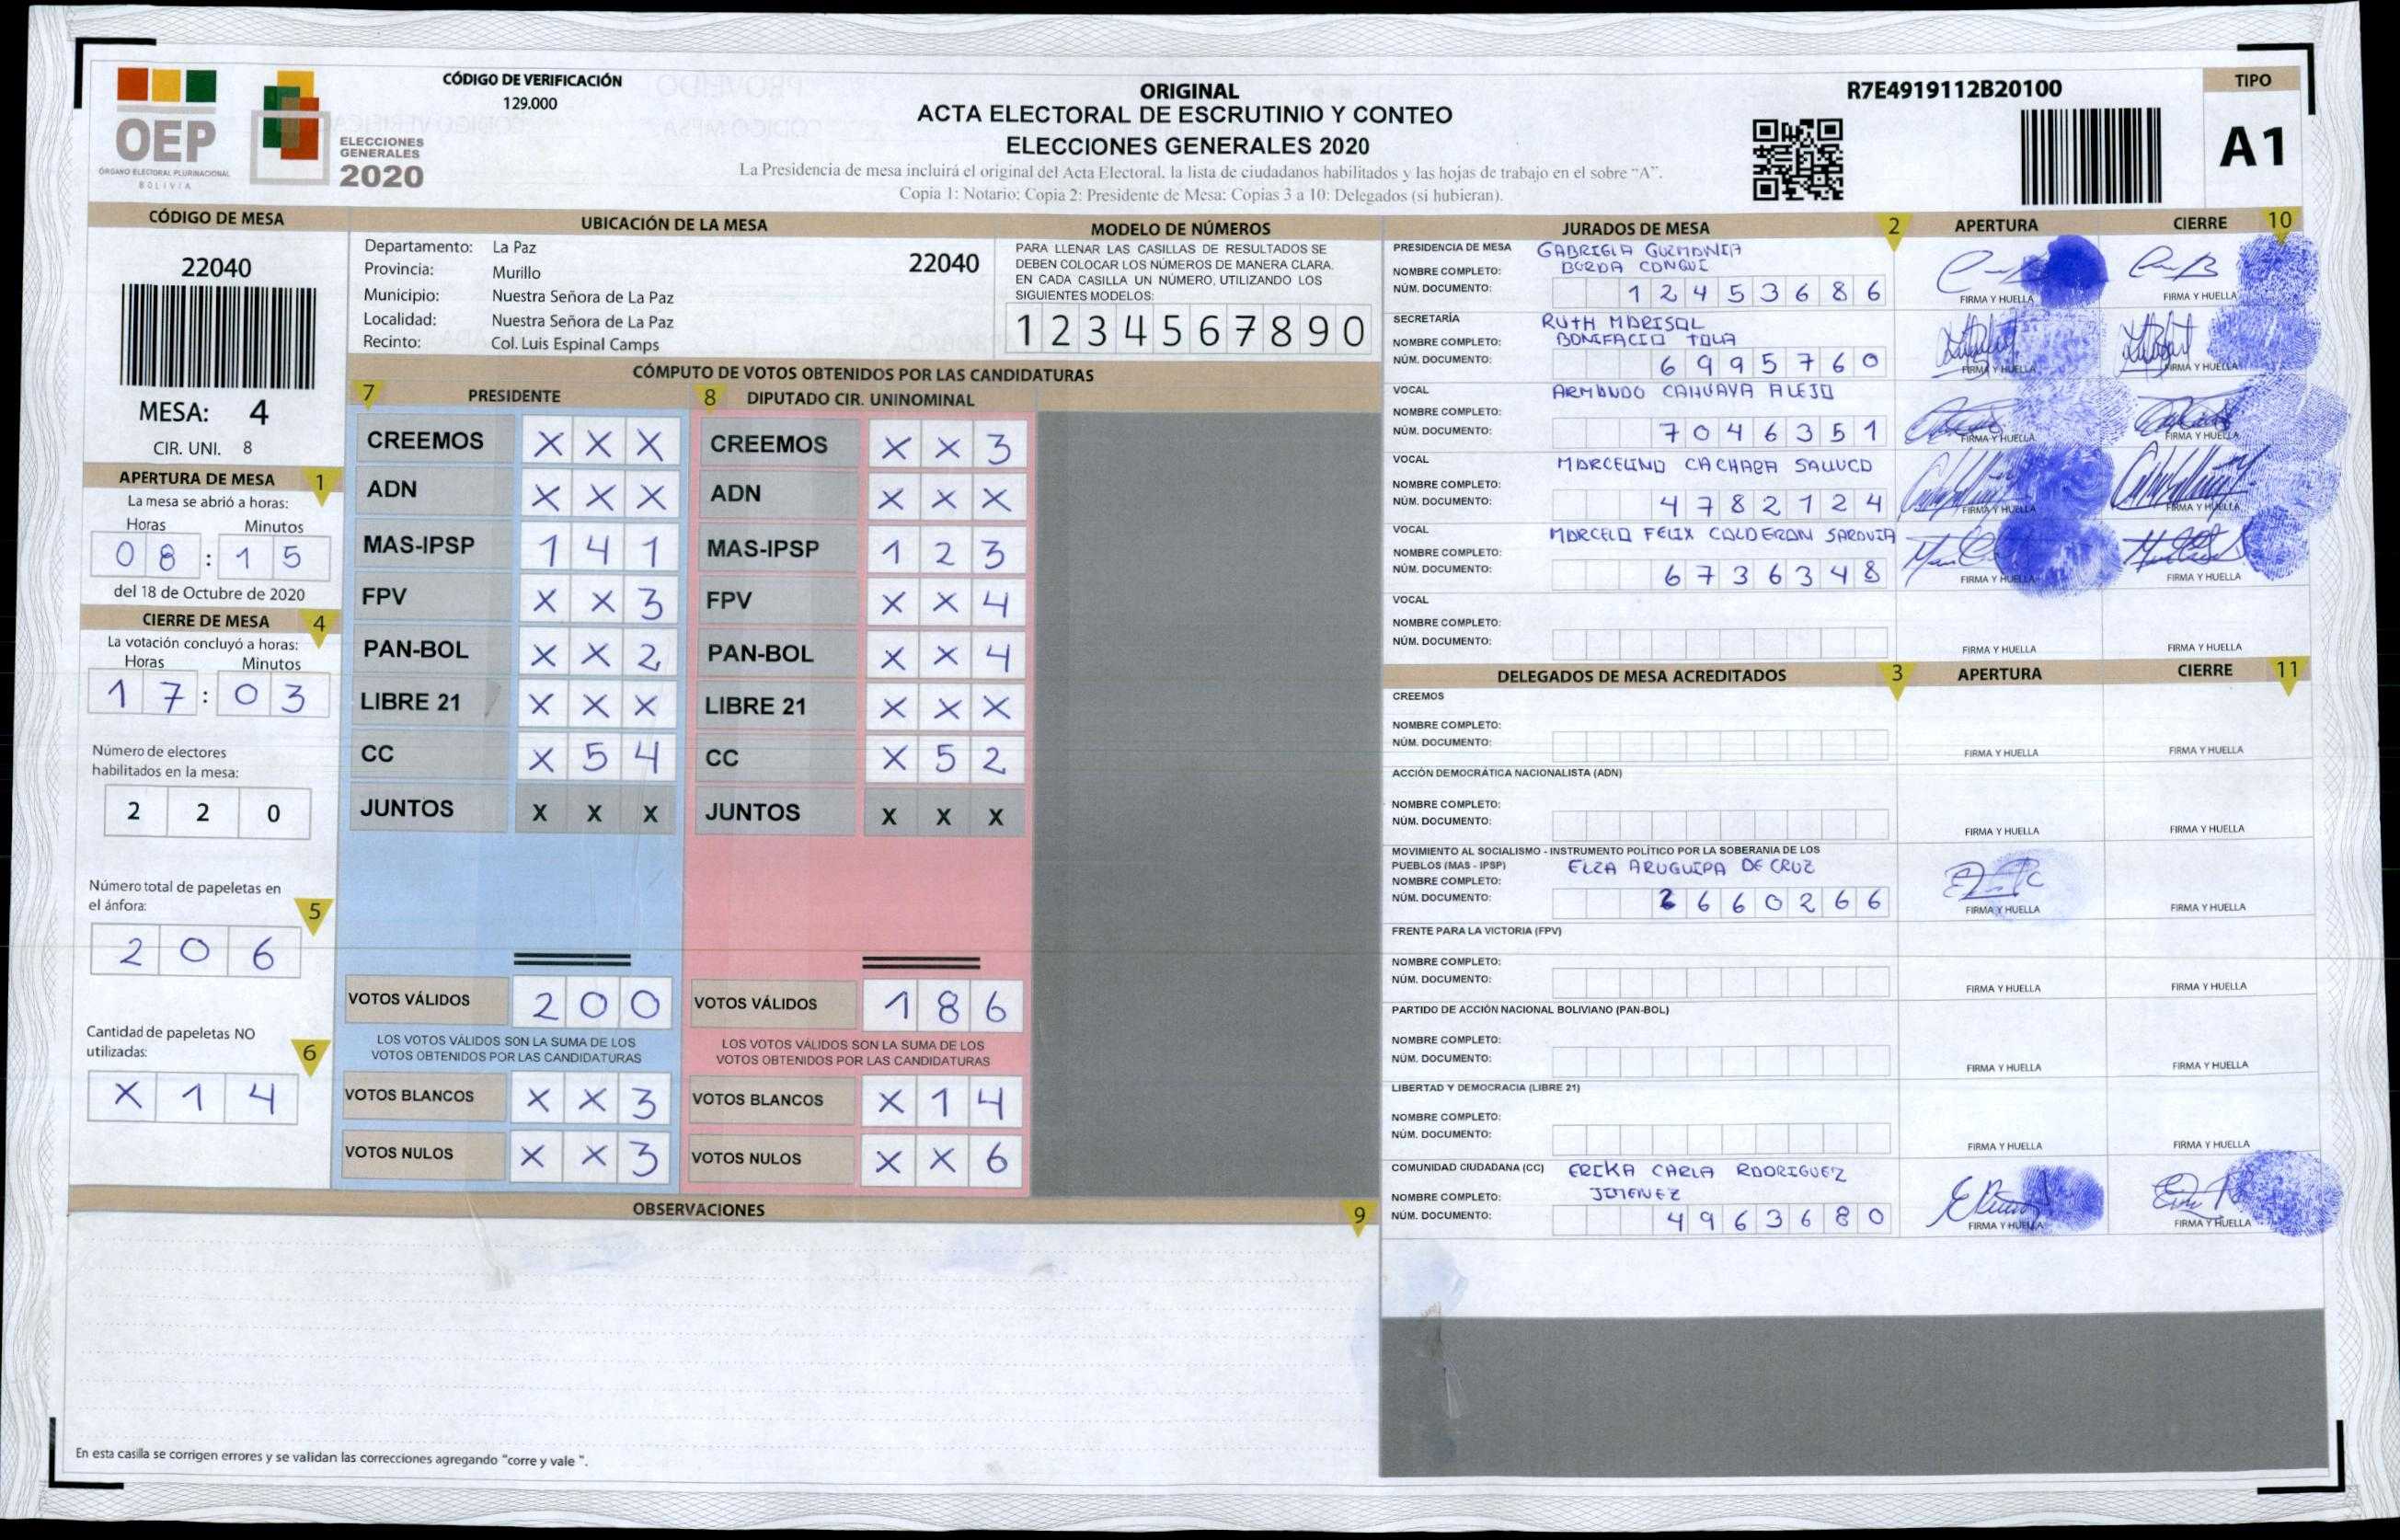 OEP
ÓRGANO ELECTORAL PLURINACIONAL
BOLIVIA
ELECCIONES
GENERALES
2020
CÓDIGO DE VERIFICACIÓN
129.000
ORIGINAL
ACTA ELECTORAL DE ESCRUTINIO Y CONTEO
ELECCIONES GENERALES 2020
La Presidencia de mesa incluirá el original del Acta Electoral, la lista de ciudadanos habilitados y las hojas de trabajo en el sobre "A".
Copia 1: Notario; Copia 2: Presidente de Mesa; Copias 3 a 10: Delegados (si hubieran).
R7E4919112B20100
TIPO
A1
CÓDIGO DE MESA
22040
MESA: 4
CIR. UNI. 8
APERTURA DE MESA 1
La mesa se abrió a horas:
Horas Minutos
0 8 : 1 5
del 18 de Octubre de 2020
CIERRE DE MESA 4
La votación concluyó a horas:
Horas Minutos
1 7 : 0 3
Número de electores
habilitados en la mesa:
2 2 0
Número total de papeletas en
el ánfora: 5
2 0 6
Cantidad de papeletas NO
utilizadas: 6
X 1 4
UBICACIÓN DE LA MESA
Departamento: La Paz
Provincia: Murillo
22040
Municipio: Nuestra Señora de La Paz
Localidad: Nuestra Señora de La Paz
Recinto: Col. Luis Espinal Camps
MODELO DE NÚMEROS
PARA LLENAR LAS CASILLAS DE RESULTADOS SE
DEBEN COLOCAR LOS NÚMEROS DE MANERA CLARA.
EN CADA CASILLA UN NÚMERO, UTILIZANDO LOS
SIGUIENTES MODELOS:
1 2 3 4 5 6 7 8 9 0
CÓMPUTO DE VOTOS OBTENIDOS POR LAS CANDIDATURAS
7 PRESIDENTE
CREEMOS X X X
ADN X X X
MAS-IPSP 1 4 1
FPV X X 3
PAN-BOL X X 2
LIBRE 21 X X X
CC X 5 4
JUNTOS X X X
VOTOS VÁLIDOS 2 0 0
LOS VOTOS VÁLIDOS SON LA SUMA DE LOS
VOTOS OBTENIDOS POR LAS CANDIDATURAS
VOTOS BLANCOS X X 3
VOTOS NULOS X X 3
8 DIPUTADO CIR. UNINOMINAL
CREEMOS X X 3
ADN X X X
MAS-IPSP 1 2 3
FPV X X 4
PAN-BOL X X 4
LIBRE 21 X X X
CC X 5 2
JUNTOS X X X
VOTOS VÁLIDOS 1 8 6
LOS VOTOS VÁLIDOS SON LA SUMA DE LOS
VOTOS OBTENIDOS POR LAS CANDIDATURAS
VOTOS BLANCOS X 1 4
VOTOS NULOS X X 6
OBSERVACIONES 9
En esta casilla se corrigen errores y se validan las correcciones agregando "corre y vale ".
JURADOS DE MESA 2 APERTURA CIERRE 10
PRESIDENCIA DE MESA GABRIELA
NOMBRE COMPLETO: BORDA CONQUI
NÚM. DOCUMENTO: 1 2 4 5 3 6 8 6
FIRMA Y HUELLA FIRMA Y HUELLA
SECRETARÍA RUTH MARISOL
NOMBRE COMPLETO: BONIFACIO TOLA
NÚM. DOCUMENTO: 6 9 9 5 7 6 0
FIRMA Y HUELLA FIRMA Y HUELLA
VOCAL ARMANDO CAHUAYA ALEJO
NOMBRE COMPLETO:
NÚM. DOCUMENTO: 7 0 4 6 3 5 1
FIRMA Y HUELLA FIRMA Y HUELLA
VOCAL MARCELINO CACHACA SALLUCO
NOMBRE COMPLETO:
NÚM. DOCUMENTO: 4 7 8 2 1 2 4
FIRMA Y HUELLA FIRMA Y HUELLA
VOCAL MARCELO FELIX CALDERON SARAVIA
NOMBRE COMPLETO:
NÚM. DOCUMENTO: 6 7 3 6 3 4 8
FIRMA Y HUELLA FIRMA Y HUELLA
VOCAL
NOMBRE COMPLETO:
NÚM. DOCUMENTO:
FIRMA Y HUELLA FIRMA Y HUELLA
DELEGADOS DE MESA ACREDITADOS 3 APERTURA CIERRE 11
CREEMOS
NOMBRE COMPLETO:
NÚM. DOCUMENTO:
FIRMA Y HUELLA FIRMA Y HUELLA
ACCIÓN DEMOCRÁTICA NACIONALISTA (ADN)
NOMBRE COMPLETO:
NÚM. DOCUMENTO:
FIRMA Y HUELLA FIRMA Y HUELLA
MOVIMIENTO AL SOCIALISMO - INSTRUMENTO POLÍTICO POR LA SOBERANIA DE LOS
PUEBLOS (MAS - IPSP) ELZA ARUQUIPA DE CRUZ
NOMBRE COMPLETO:
NÚM. DOCUMENTO: 2 6 6 0 2 6 6
FIRMA Y HUELLA FIRMA Y HUELLA
FRENTE PARA LA VICTORIA (FPV)
NOMBRE COMPLETO:
NÚM. DOCUMENTO:
FIRMA Y HUELLA FIRMA Y HUELLA
PARTIDO DE ACCIÓN NACIONAL BOLIVIANO (PAN-BOL)
NOMBRE COMPLETO:
NÚM. DOCUMENTO:
FIRMA Y HUELLA FIRMA Y HUELLA
LIBERTAD Y DEMOCRACIA (LIBRE 21)
NOMBRE COMPLETO:
NÚM. DOCUMENTO:
FIRMA Y HUELLA FIRMA Y HUELLA
COMUNIDAD CIUDADANA (CC) ERIKA CARLA RODRIGUEZ
NOMBRE COMPLETO: JIMENEZ
NÚM. DOCUMENTO: 4 9 6 3 6 8 0
FIRMA Y HUELLA FIRMA Y HUELLA